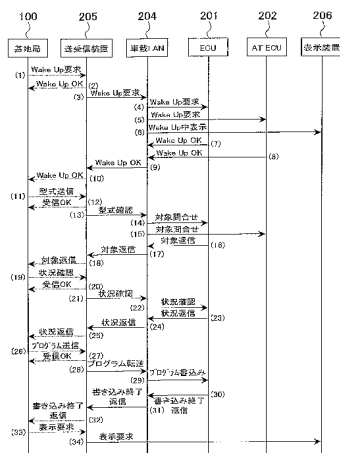 100 205 204 201 202 206
基地局 送受信装置 車載LAN ECU AT ECU 表示装置
(1) Wake Up要求
Wake Up OK (2)
(3) Wake Up要求
(4) Wake Up要求
(5) Wake Up要求
(6) Wake Up中表示
Wake Up OK (7)
Wake Up OK (8)
Wake Up OK (9)
Wake Up OK (10)
(11) 型式送信
受信OK (12)
(13) 型式確認
(14) 対象問合せ
(15) 対象問合せ
対象返信 (16)
対象返信 (17)
対象返信 (18)
(19) 状況確認
受信OK (20)
(21) 状況確認
(22) 状況確認
状況返信 (23)
状況返信 (24)
状況返信 (25)
(26) プログラム送信
受信OK (27)
(28) プログラム転送
(29) プログラム書込み
書き込み終了返信 (30)
書き込み終了返信 (31)
書き込み終了返信 (32)
(33) 表示要求
(34) 表示要求